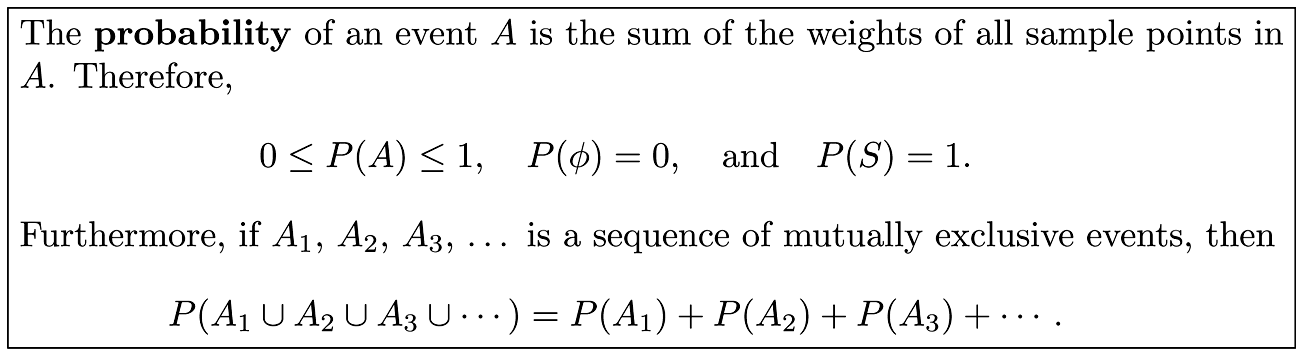 The probability of an event A is the sum of the weights of all sample points in
A. Therefore,
0 ≤ P(A) ≤ 1, P(ϕ) = 0, and P(S) = 1.
Furthermore, if A₁, A₂, A₃, … is a sequence of mutually exclusive events, then
P(A₁ ∪ A₂ ∪ A₃ ∪ ⋯) = P(A₁) + P(A₂) + P(A₃) + ⋯ .